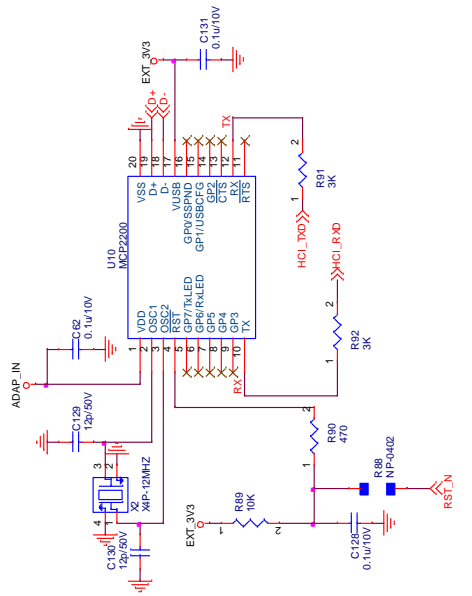 C131
0.1u/10V
EXT_3V3
D+
D-
TX
20
19
18
17
16
15
14
13
12
11
VSS
D+
D-
VUSB
GP0/SSPND
GP1/USBCFG
GP2
CTS
RX
RTS
U10
MCP2200
VDD
OSC1
OSC2
RST
GP7/TxLED
GP6/RxLED
GP5
GP4
GP3
TX
1
2
3
4
5
6
7
8
9
10
RX
2
R91
3K
1
HCI_TXD
HCI_RXD
2
R92
3K
1
ADAP_IN
C62
0.1u/10V
C129
12p/50V
3
2
4
1
X2
X4P-12MHZ
C130
12p/50V
2
R90
470
1
R88
NP-0402
RST_N
EXT_3V3
R89
10K
1
2
C128
0.1u/10V